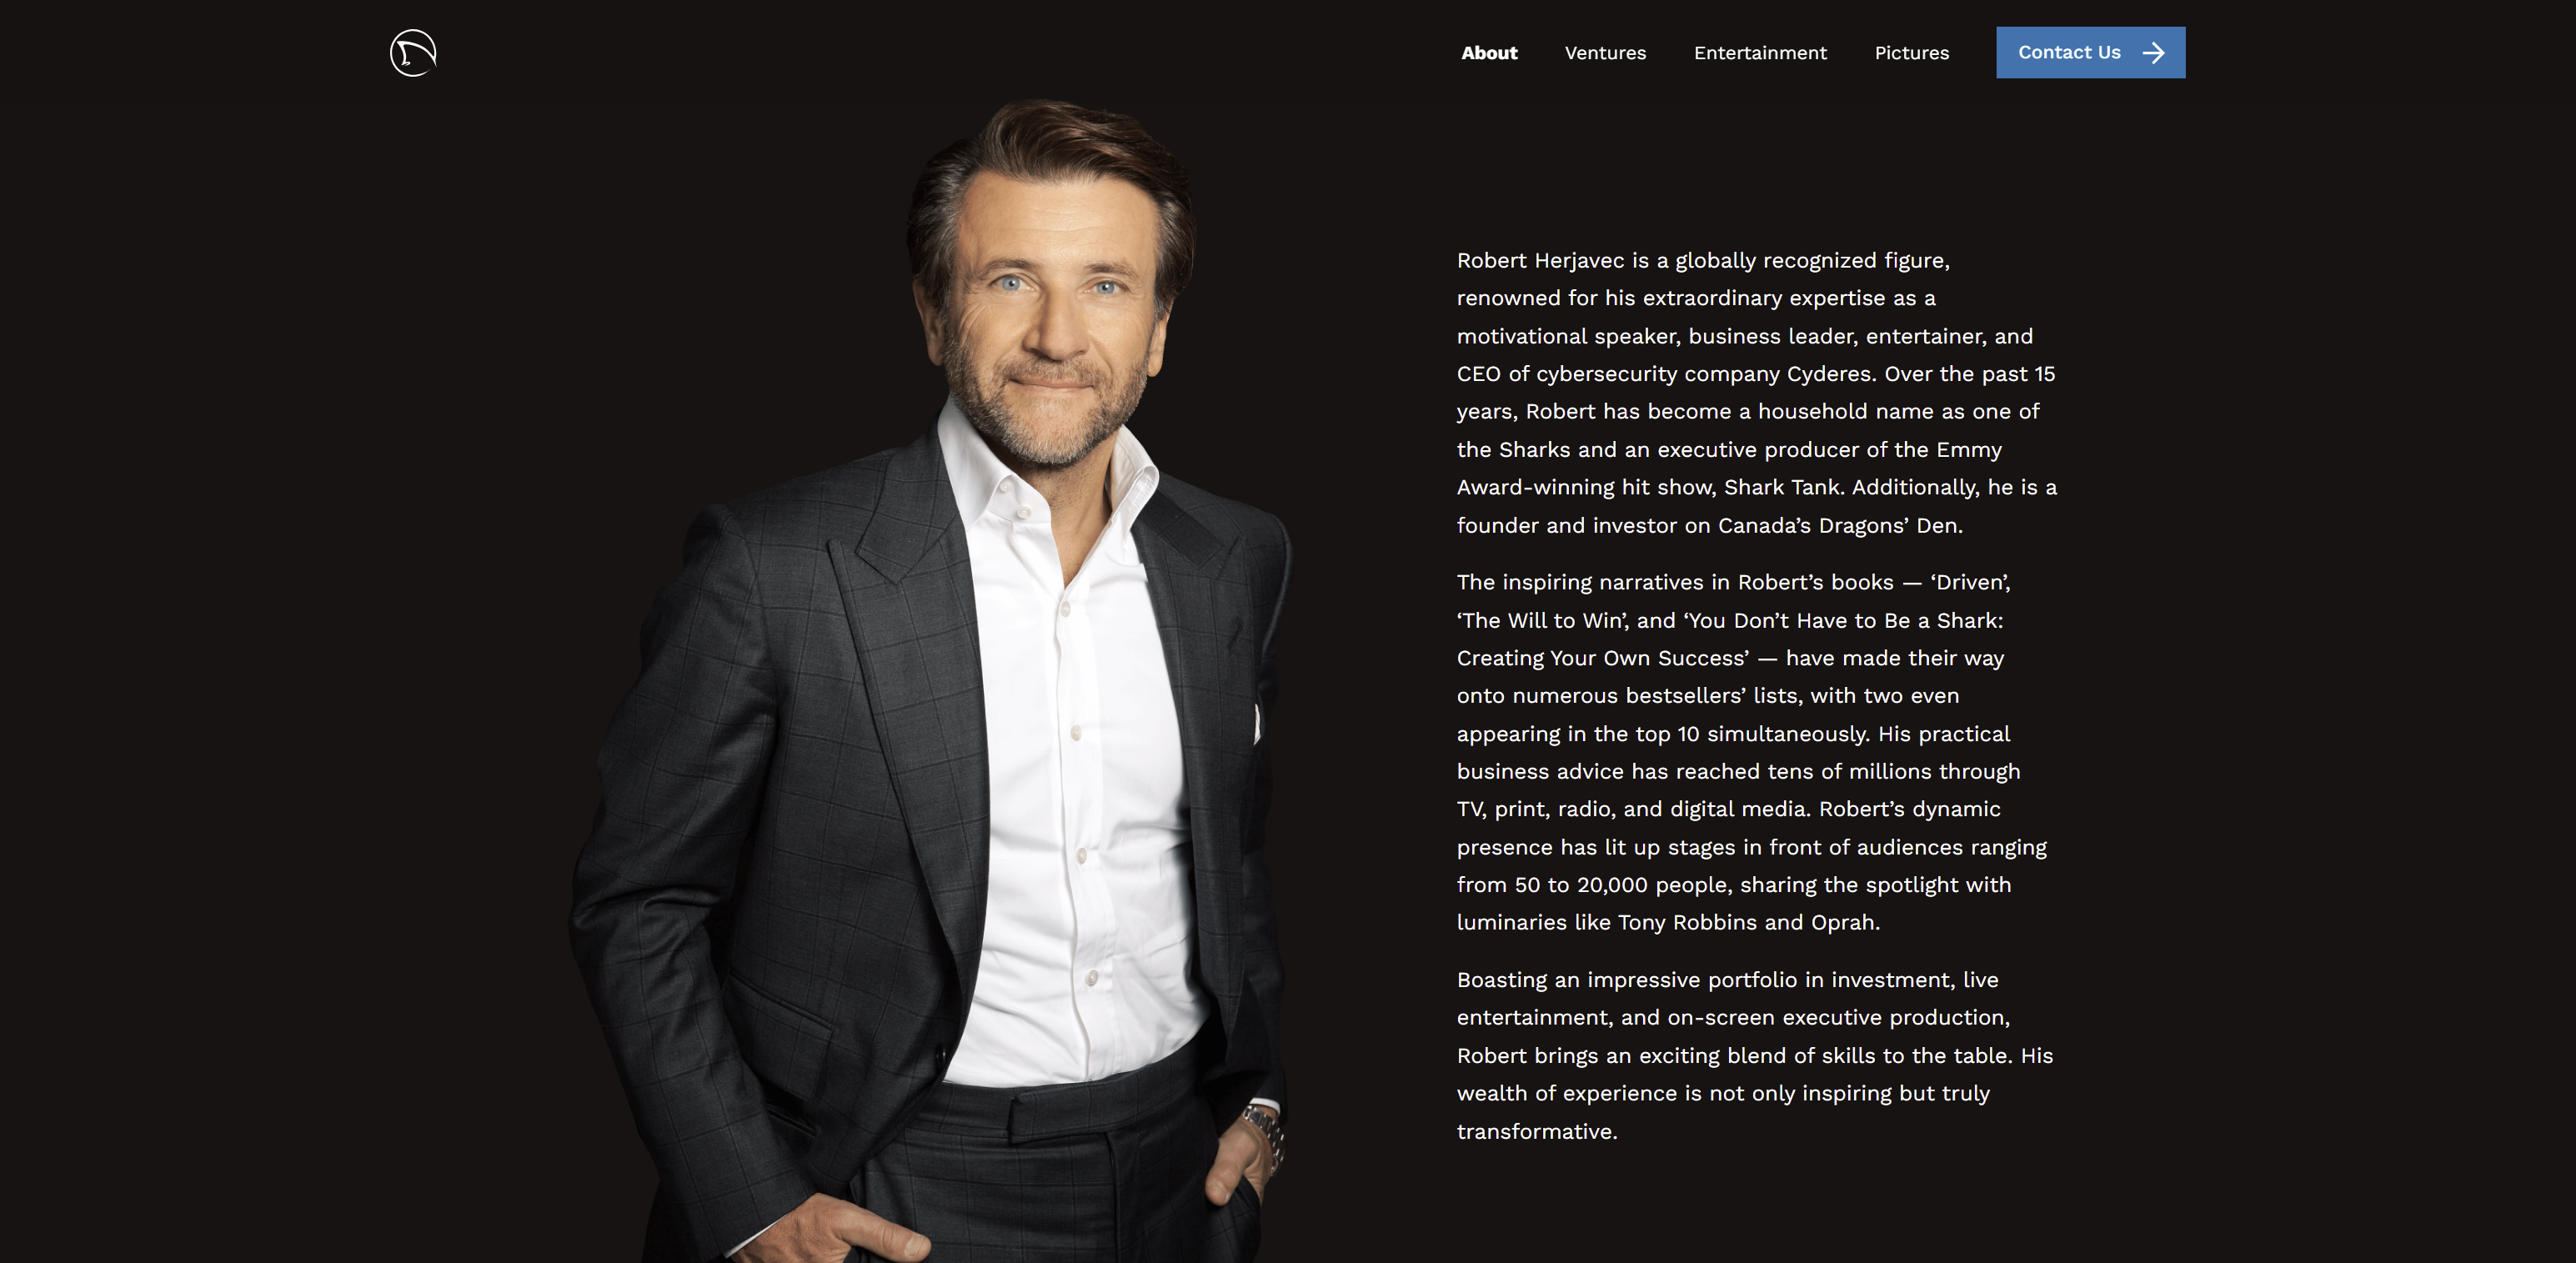 About
Ventures
Entertainment
Pictures
Contact Us
Robert Herjavec is a globally recognized figure,
renowned for his extraordinary expertise as a
motivational speaker, business leader, entertainer, and
CEO of cybersecurity company Cyderes. Over the past 15
years, Robert has become a household name as one of
the Sharks and an executive producer of the Emmy
Award-winning hit show, Shark Tank. Additionally, he is a
founder and investor on Canada’s Dragons’ Den.
The inspiring narratives in Robert’s books — ‘Driven’,
‘The Will to Win’, and ‘You Don’t Have to Be a Shark:
Creating Your Own Success’ — have made their way
onto numerous bestsellers’ lists, with two even
appearing in the top 10 simultaneously. His practical
business advice has reached tens of millions through
TV, print, radio, and digital media. Robert’s dynamic
presence has lit up stages in front of audiences ranging
from 50 to 20,000 people, sharing the spotlight with
luminaries like Tony Robbins and Oprah.
Boasting an impressive portfolio in investment, live
entertainment, and on-screen executive production,
Robert brings an exciting blend of skills to the table. His
wealth of experience is not only inspiring but truly
transformative.